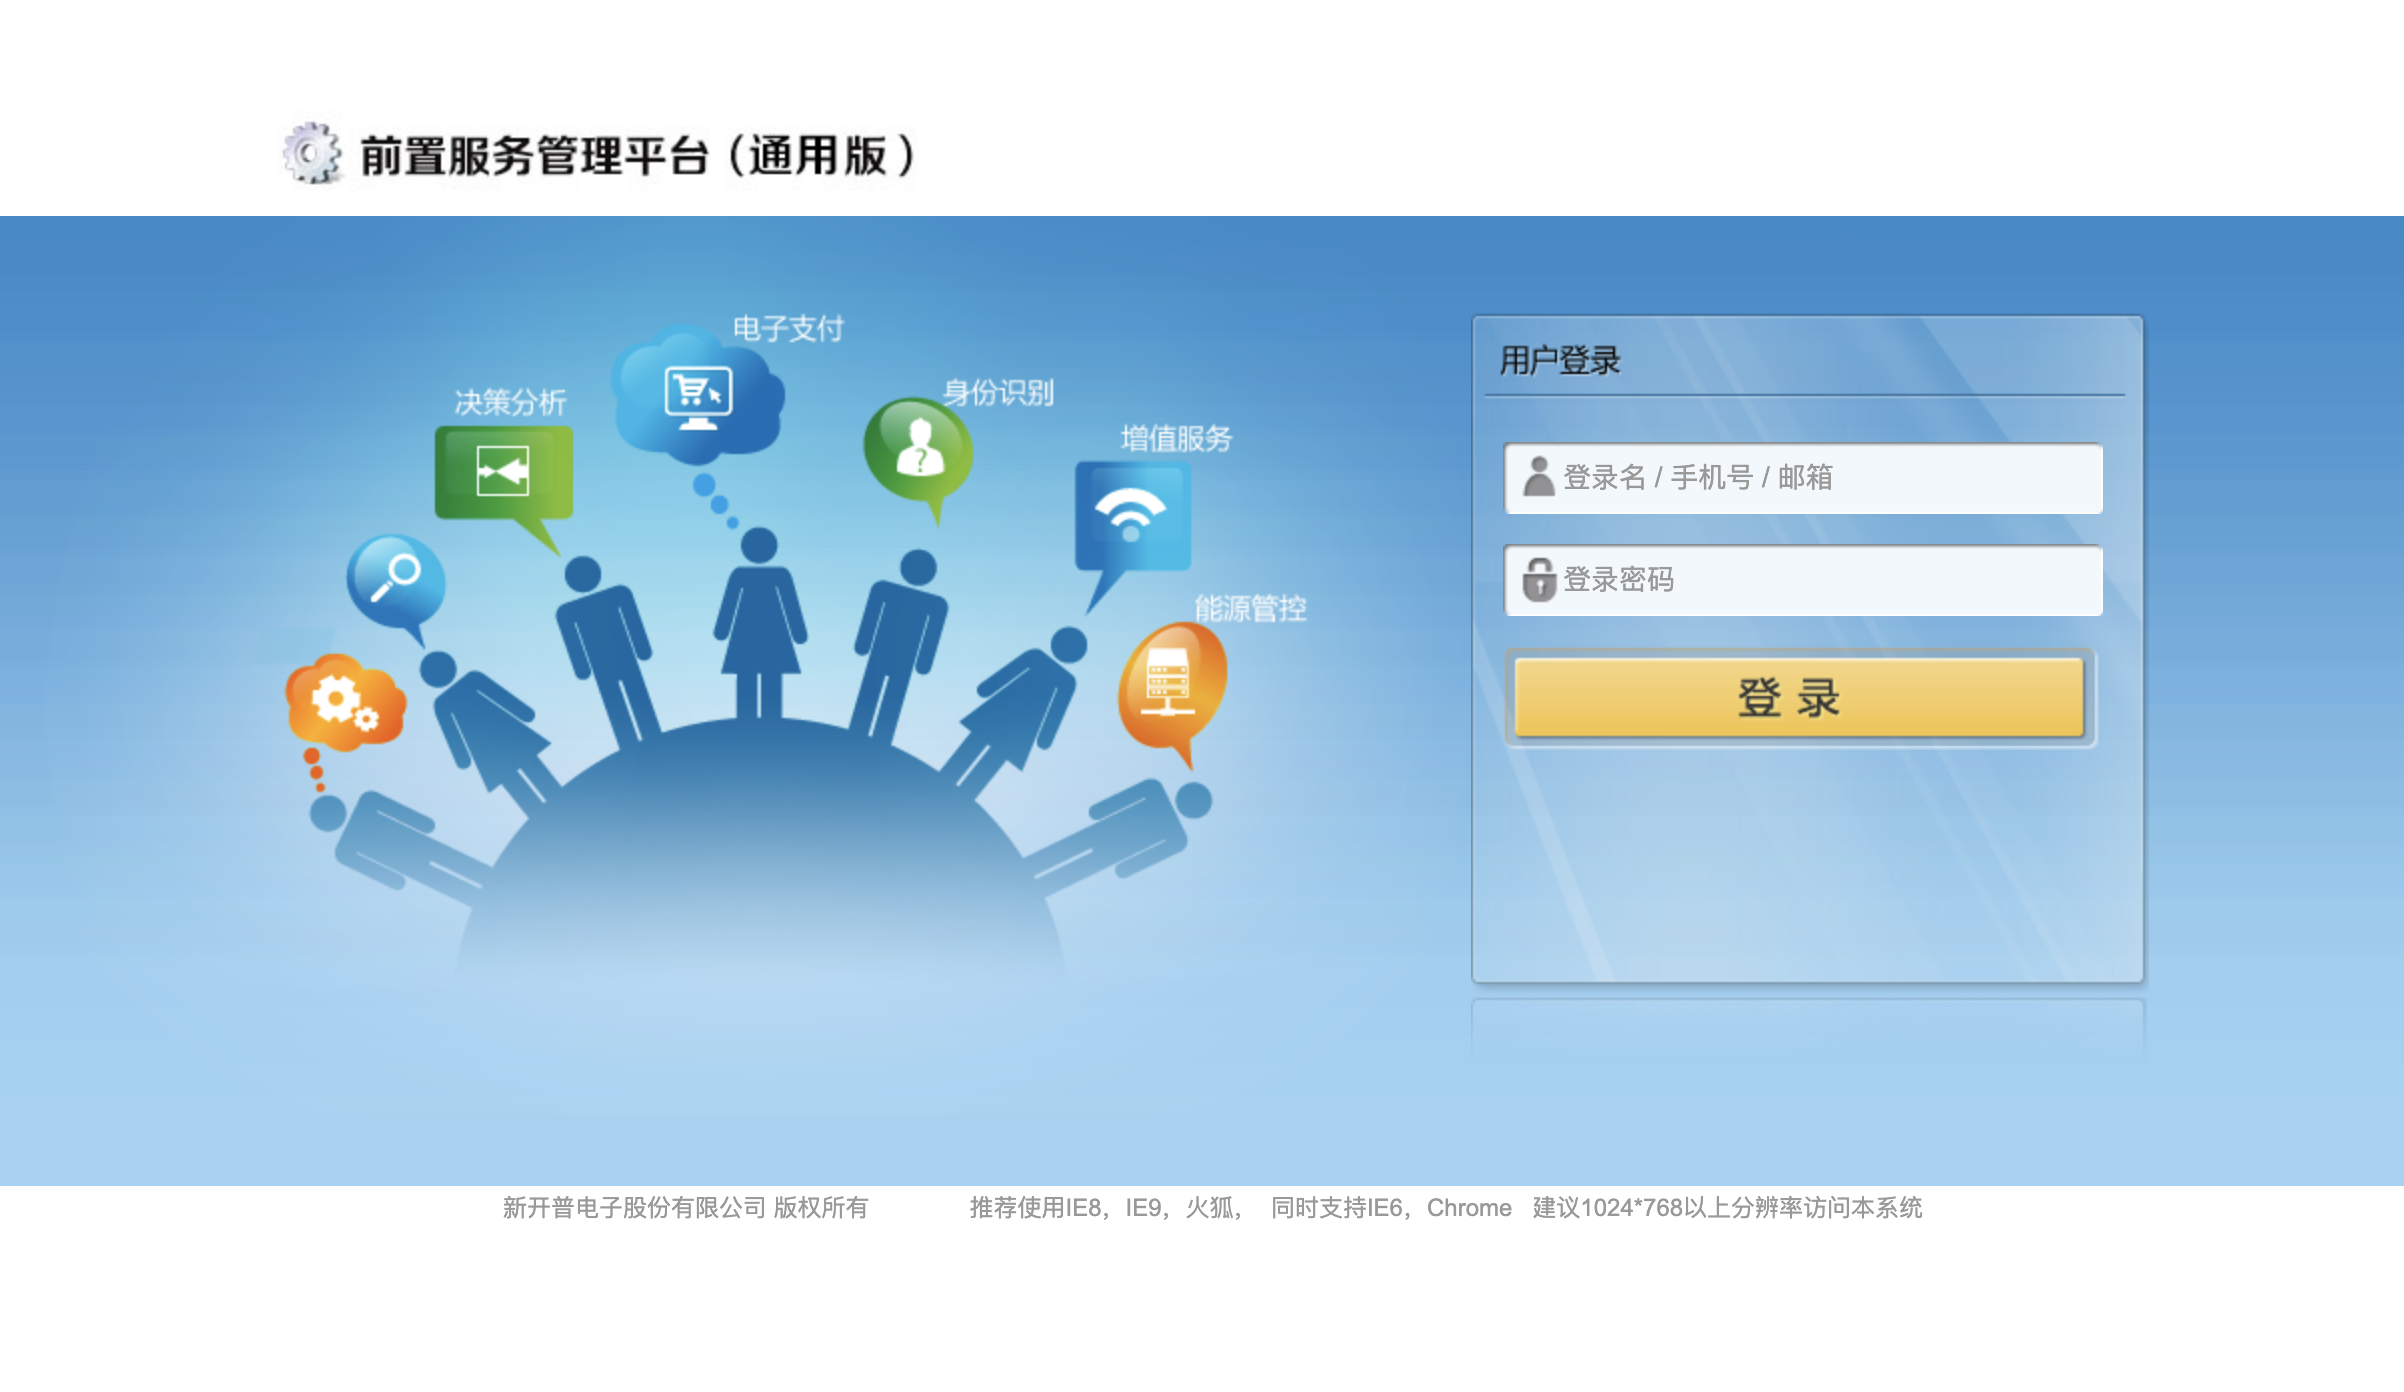 前置服务管理平台（通用版）
电子支付
决策分析
身份识别
增值服务
能源管控
用户登录
登录名 / 手机号 / 邮箱
登录密码
登 录
新开普电子股份有限公司 版权所有 推荐使用IE8，IE9，火狐， 同时支持IE6，Chrome 建议1024*768以上分辨率访问本系统